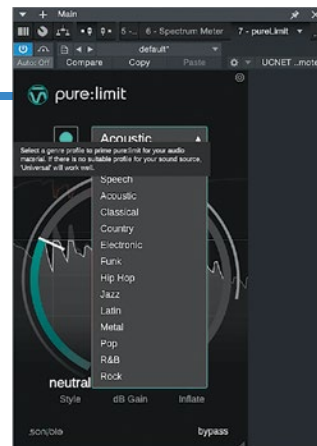 Main
5 -... 6 - Spectrum Meter 7 - pureLimit
default*
Auto: Off Compare Copy Paste UCNET ...mote
pure:limit
Acoustic
Select a genre profile to prime pure:limit for your audio
material. If there is no suitable profile for your sound source,
'Universal' will work well.
Speech
Acoustic
Classical
Country
Electronic
Funk
Hip Hop
Jazz
Latin
Metal
Pop
R&B
Rock
neutral
Style dB Gain Inflate
sonible bypass